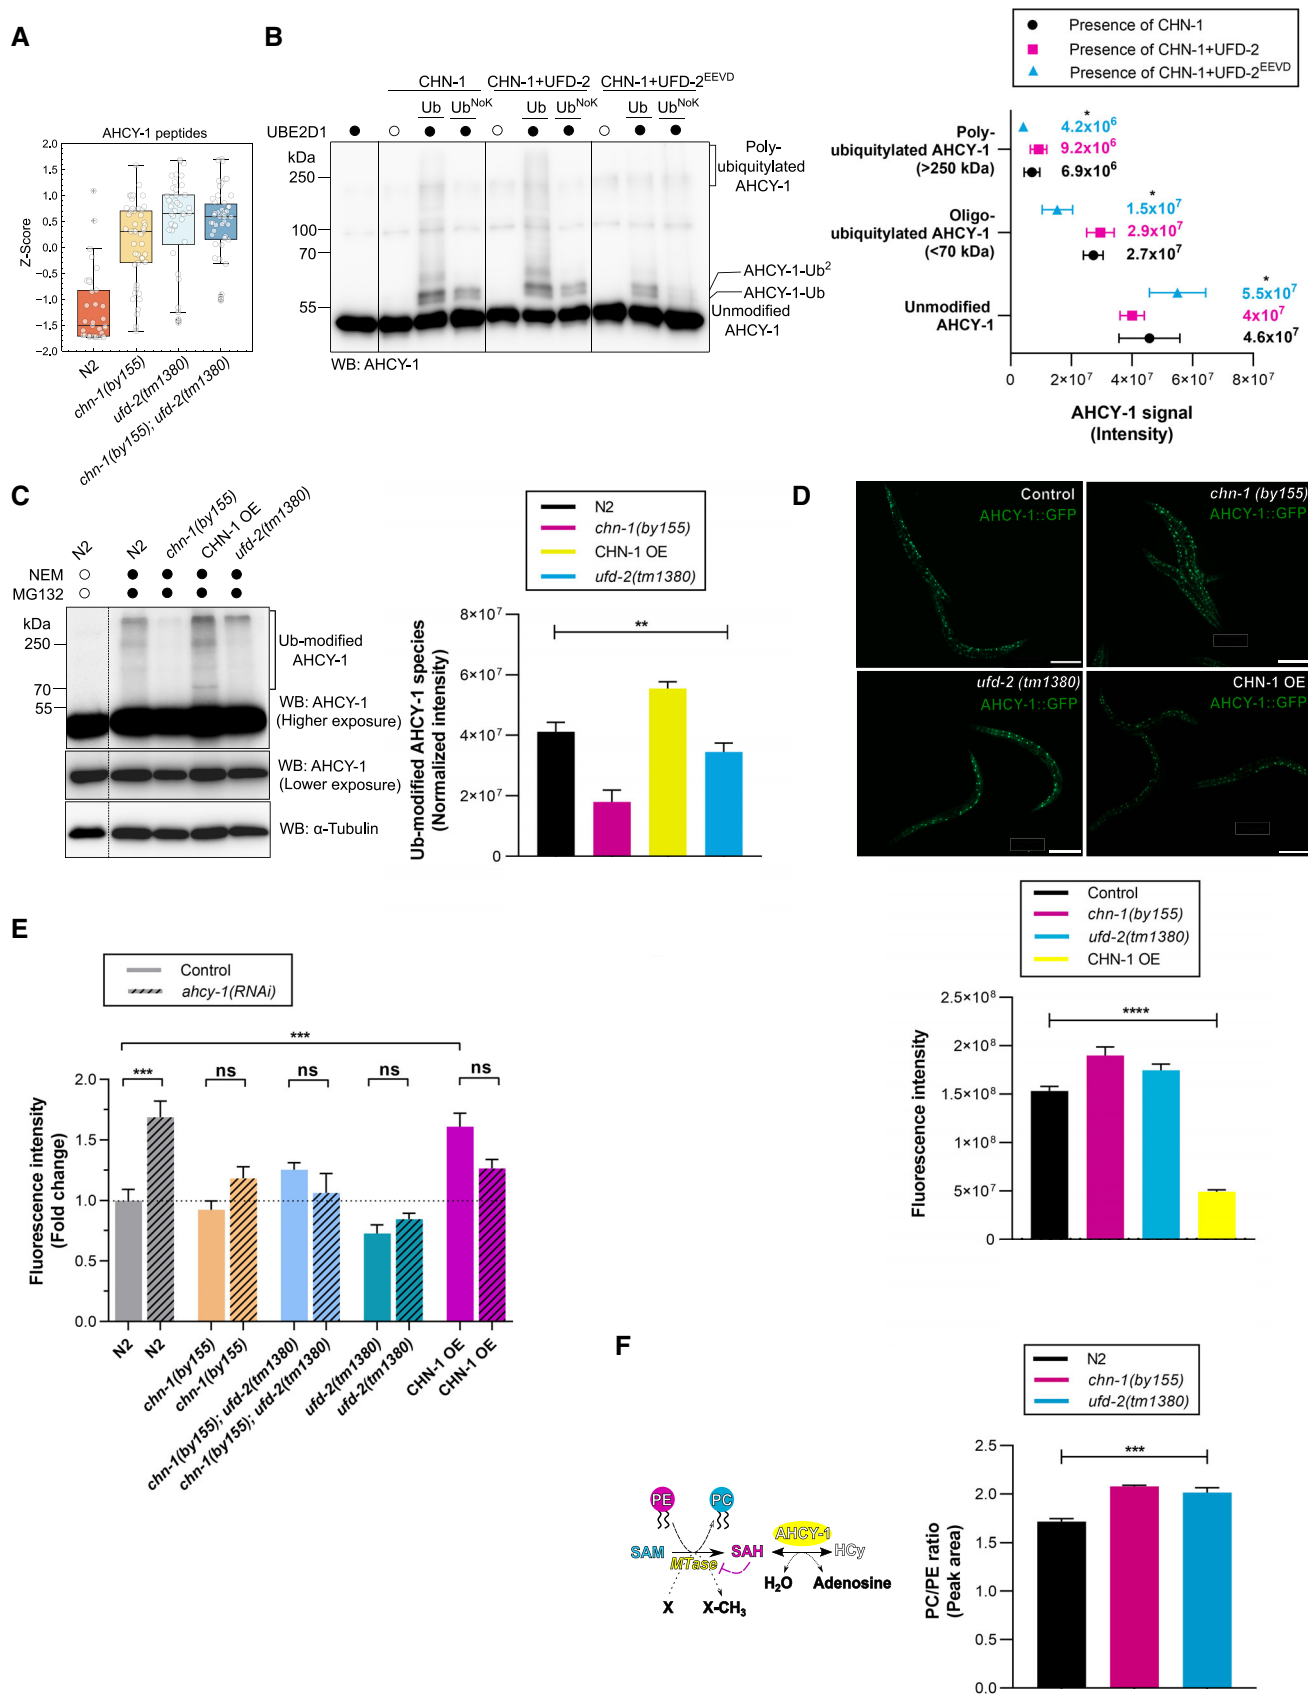 A
AHCY-1 peptides
Z-Score
2.0
1.5
1.0
0.5
0.0
−0.5
−1.0
−1.5
−2.0
N2
chn-1(by155)
ufd-2(tm1380)
chn-1(by155); ufd-2(tm1380)
B
CHN-1 CHN-1+UFD-2 CHN-1+UFD-2^EEVD
Ub Ub^NoK Ub Ub^NoK Ub Ub^NoK
UBE2D1
kDa
250
100
70
55
Poly-
ubiquitylated
AHCY-1
AHCY-1-Ub²
AHCY-1-Ub
Unmodified
AHCY-1
WB: AHCY-1
Presence of CHN-1
Presence of CHN-1+UFD-2
Presence of CHN-1+UFD-2^EEVD
Poly-
ubiquitylated AHCY-1
(>250 kDa)
*
4.2x10⁶
9.2x10⁶
6.9x10⁶
Oligo-
ubiquitylated AHCY-1
(<70 kDa)
*
1.5x10⁷
2.9x10⁷
2.7x10⁷
Unmodified
AHCY-1
*
5.5x10⁷
4x10⁷
4.6x10⁷
0 2×10⁷ 4×10⁷ 6×10⁷ 8×10⁷
AHCY-1 signal
(Intensity)
C
N2
N2
chn-1(by155)
CHN-1 OE
ufd-2(tm1380)
NEM
MG132
kDa
250
70
55
Ub-modified
AHCY-1
WB: AHCY-1
(Higher exposure)
WB: AHCY-1
(Lower exposure)
WB: α-Tubulin
N2
chn-1(by155)
CHN-1 OE
ufd-2(tm1380)
Ub-modified AHCY-1 species
(Normalized intensity)
8×10⁷
6×10⁷
4×10⁷
2×10⁷
0
**
D
Control
AHCY-1::GFP
chn-1 (by155)
AHCY-1::GFP
ufd-2 (tm1380)
AHCY-1::GFP
CHN-1 OE
AHCY-1::GFP
Control
chn-1(by155)
ufd-2(tm1380)
CHN-1 OE
Fluorescence intensity
2.5×10⁸
2×10⁸
1.5×10⁸
1×10⁸
5×10⁷
0
****
E
Control
ahcy-1(RNAi)
Fluorescence intensity
(Fold change)
2.0
1.5
1.0
0.5
0.0
***
*** ns ns ns ns
N2
N2
chn-1(by155)
chn-1(by155)
chn-1(by155); ufd-2(tm1380)
chn-1(by155); ufd-2(tm1380)
ufd-2(tm1380)
ufd-2(tm1380)
CHN-1 OE
CHN-1 OE
F
PE PC
SAM MTase SAH AHCY-1 HCy
H₂O Adenosine
X X-CH₃
N2
chn-1(by155)
ufd-2(tm1380)
PC/PE ratio
(Peak area)
2.5
2.0
1.5
1.0
0.5
0.0
***